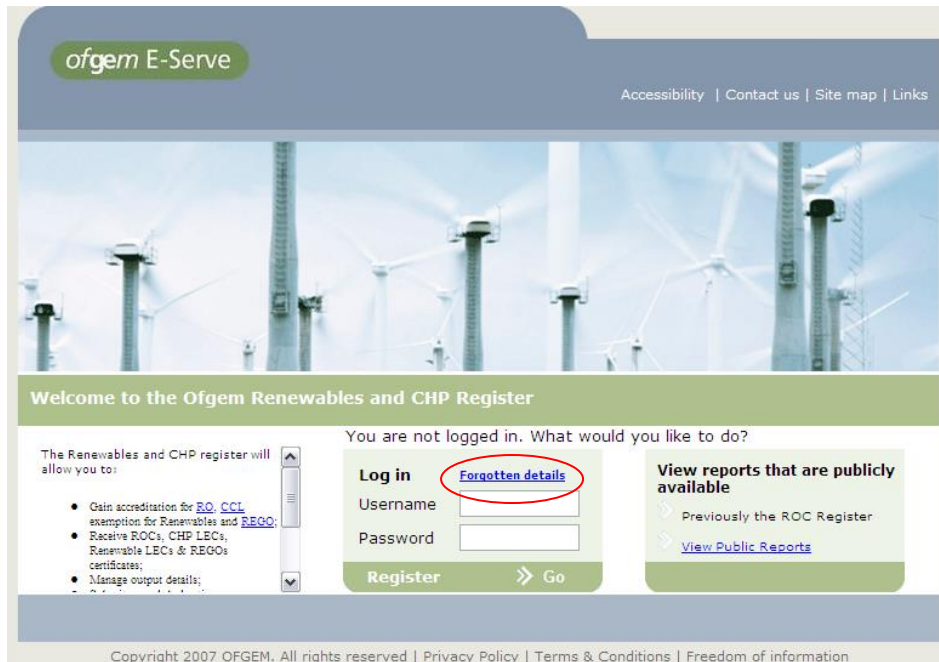 ofgem E-Serve
Accessibility | Contact us | Site map | Links
Welcome to the Ofgem Renewables and CHP Register
The Renewables and CHP register will
allow you to:
● Gain accreditation for RO, CCL
exemption for Renewables and REGO;
● Receive ROCs, CHP LECs,
Renewable LECs & REGOs
certificates;
● Manage output details;
You are not logged in. What would you like to do?
Log in Forgotten details
Username
Password
Register Go
View reports that are publicly
available
Previously the ROC Register
View Public Reports
Copyright 2007 OFGEM. All rights reserved | Privacy Policy | Terms & Conditions | Freedom of information